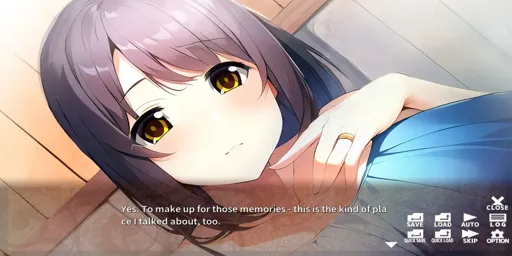 Yes. To make up for those memories - this is the kind of pla
ce I talked about, too.
CLOSE
SAVE LOAD AUTO LOG
QUICK SAVE QUICK LOAD SKIP OPTION